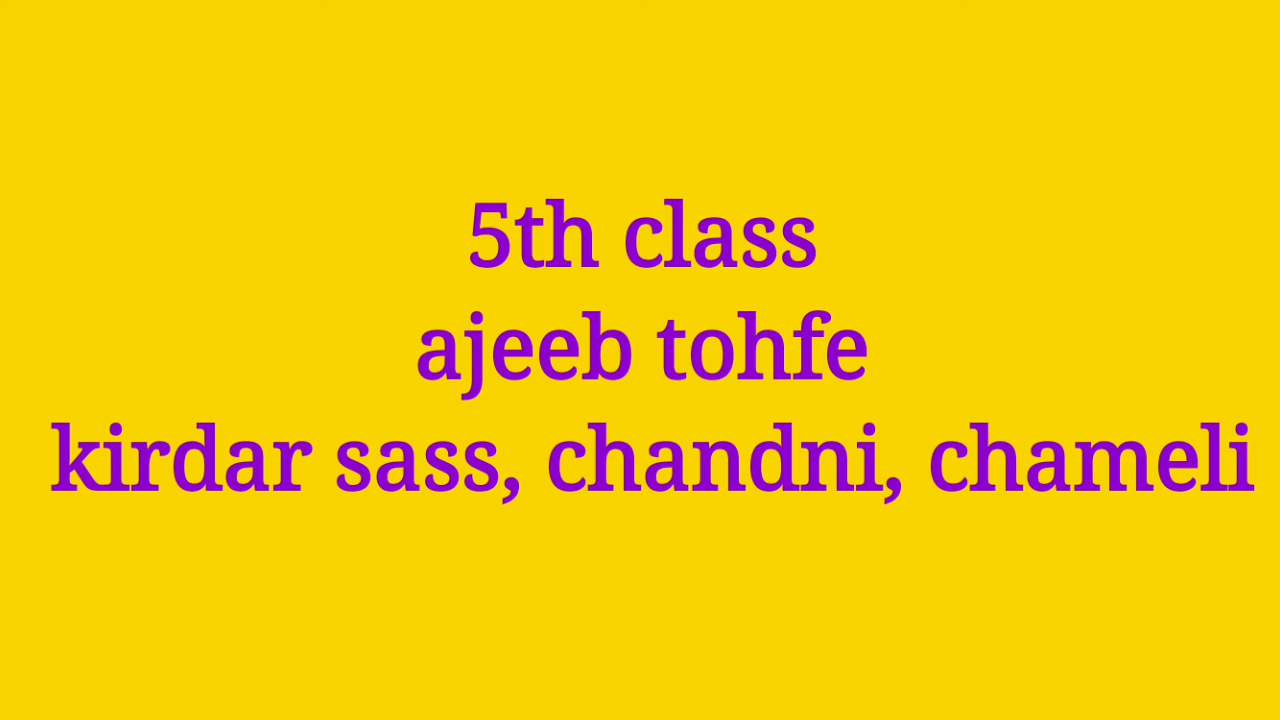 5th class
ajeeb tohfe
kirdar sass, chandni, chameli